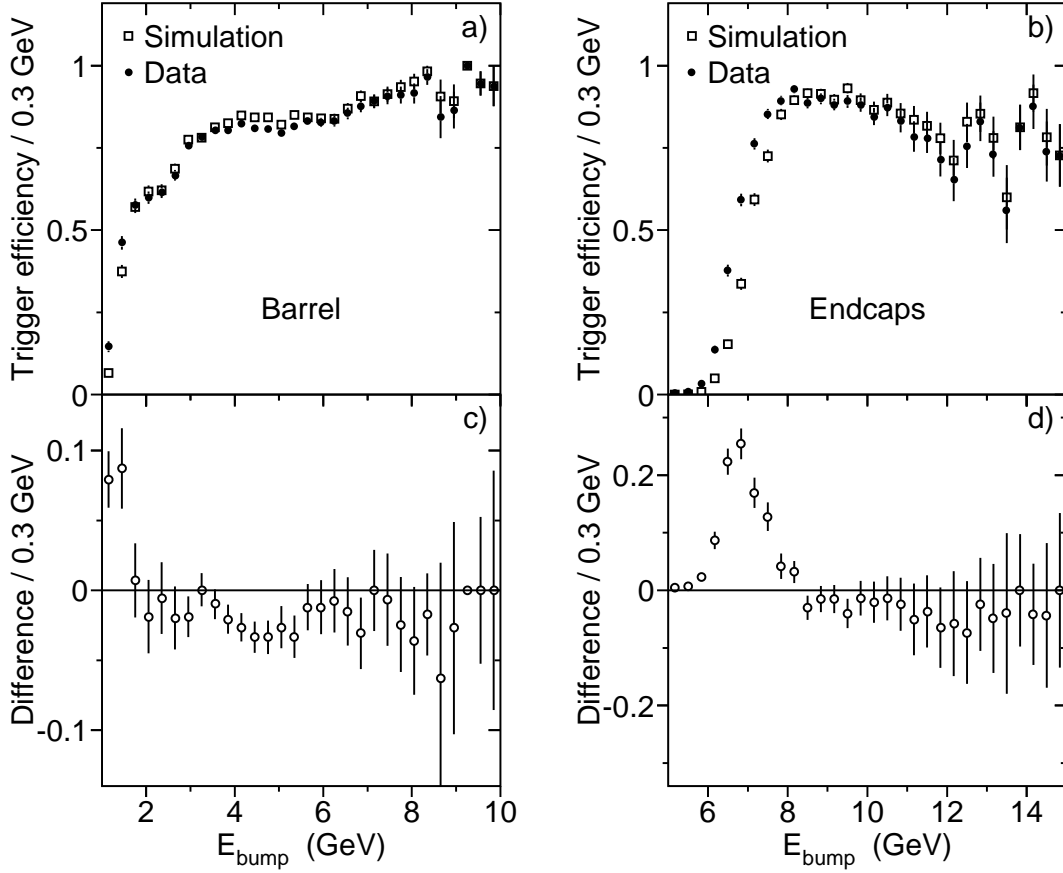 a)
Simulation
Data
Trigger efficiency / 0.3 GeV
1
0.5
0
Barrel
b)
Simulation
Data
Trigger efficiency / 0.3 GeV
1
0.5
0
Endcaps
c)
Difference / 0.3 GeV
0.1
0
-0.1
2 4 6 8 10
E_bump (GeV)
d)
Difference / 0.3 GeV
0.2
0
-0.2
6 8 10 12 14
E_bump (GeV)